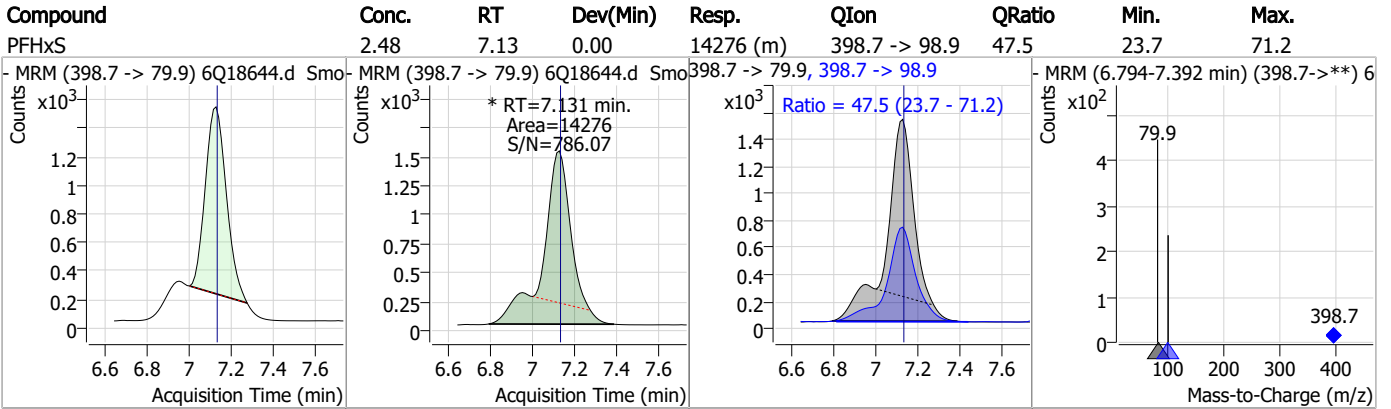 Compound Conc. RT Dev(Min) Resp. QIon QRatio Min. Max.
PFHxS 2.48 7.13 0.00 14276 (m) 398.7 -> 98.9 47.5 23.7 71.2
- MRM (398.7 -> 79.9) 6Q18644.d Smo
Counts
x10³
1.2
1
0.8
0.6
0.4
0.2
0
6.6 6.8 7 7.2 7.4 7.6
Acquisition Time (min)
- MRM (398.7 -> 79.9) 6Q18644.d Smo
Counts
x10³
* RT=7.131 min.
Area=14276
S/N=786.07
1.5
1.25
1
0.75
0.5
0.25
0
6.6 6.8 7 7.2 7.4 7.6
Acquisition Time (min)
398.7 -> 79.9, 398.7 -> 98.9
Counts
x10³
Ratio = 47.5 (23.7 - 71.2)
1.4
1.2
1
0.8
0.6
0.4
0.2
0
6.6 6.8 7 7.2 7.4 7.6
Acquisition Time (min)
- MRM (6.794-7.392 min) (398.7->**) 6
Counts
x10²
79.9
4
3
2
1
0
398.7
100 200 300 400
Mass-to-Charge (m/z)